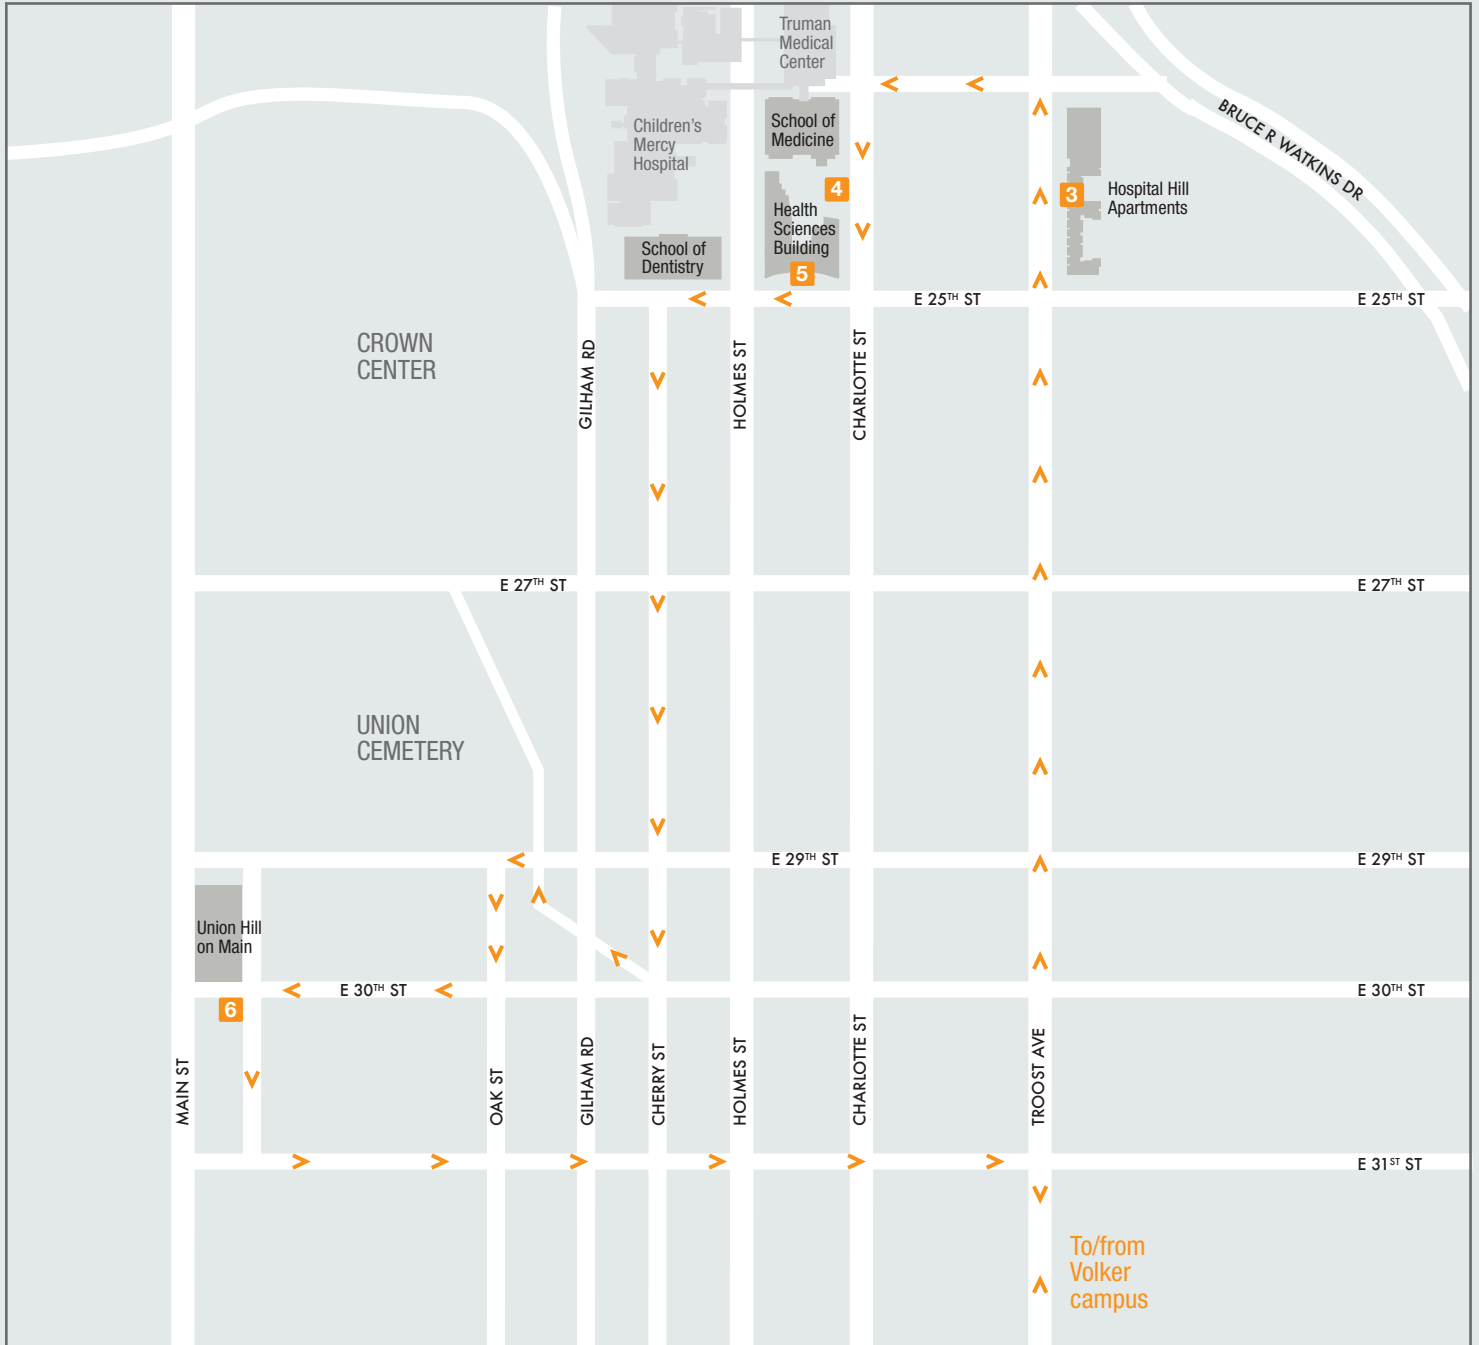 Truman
Medical
Center
School of
Medicine
Children's
Mercy
Hospital
BRUCE R WATKINS DR
4
3
Hospital Hill
Apartments
Health
Sciences
Building
School of
Dentistry
5
E 25TH ST
E 25TH ST
CROWN
CENTER
GILHAM RD
HOLMES ST
CHARLOTTE ST
E 27TH ST
E 27TH ST
UNION
CEMETERY
E 29TH ST
E 29TH ST
Union Hill
on Main
E 30TH ST
E 30TH ST
6
MAIN ST
OAK ST
GILHAM RD
CHERRY ST
HOLMES ST
CHARLOTTE ST
TROOST AVE
E 31ST ST
To/from
Volker
campus